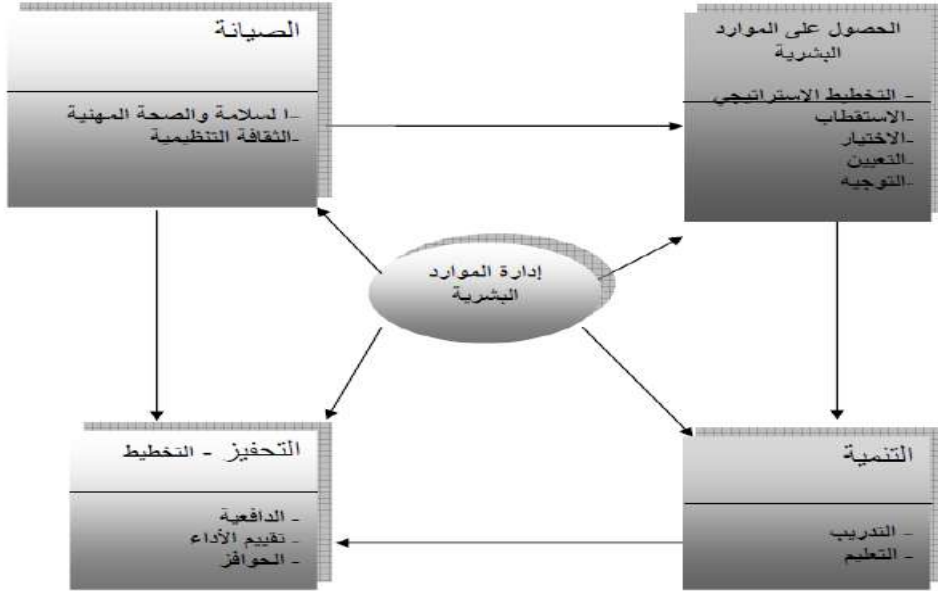 الحصول على الموارد
البشرية
- التخطيط الاستراتيجي
-الاستقطاب
-الاختيار
-التعيين
-التوجيه
الصيانة
-السلامة والصحة المهنية
-الثقافة التنظيمية
إدارة الموارد
البشرية
التنمية
- التدريب
- التعليم
التحفيز - التخطيط
- الدافعية
- تقييم الأداء
- الحوافز